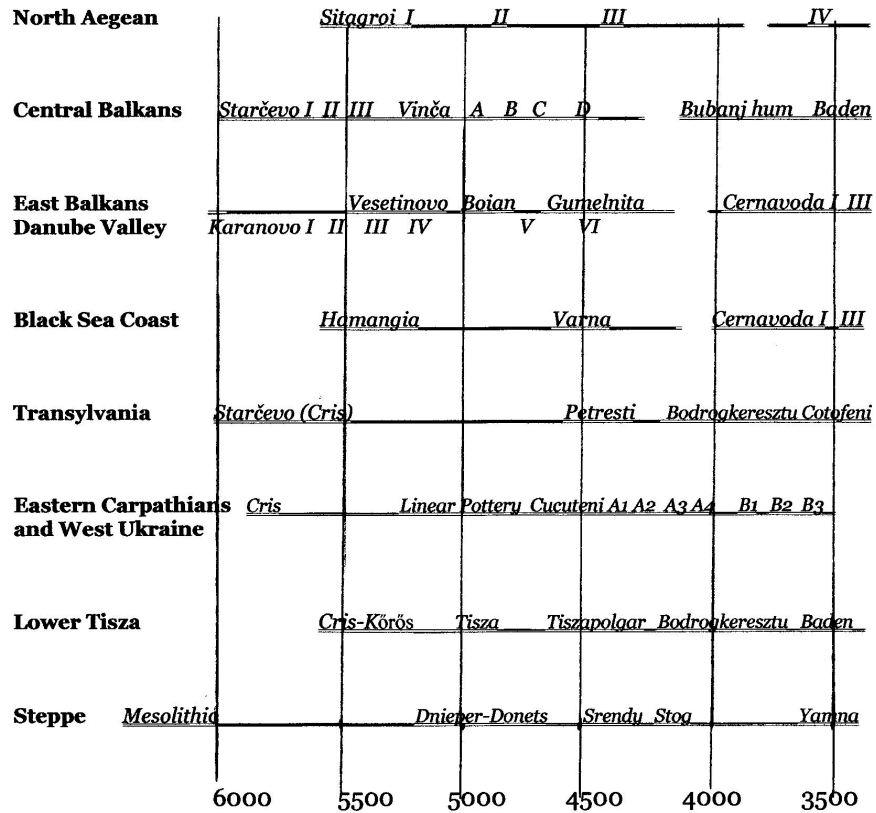 North Aegean Sitagroi I II III IV
Central Balkans Starčevo I II III Vinča A B C D Bubanj hum Baden
East Balkans Vesetinovo Boian Gumelnita Cernavoda I III
Danube Valley Karanovo I II III IV V VI
Black Sea Coast Hamangia Varna Cernavoda I III
Transylvania Starčevo (Cris) Petresti Bodrogkeresztu Cotofeni
Eastern Carpathians Cris Linear Pottery Cucuteni A1 A2 A3 A4 B1 B2 B3
and West Ukraine
Lower Tisza Cris-Kőrős Tisza Tiszapolgar Bodrogkeresztu Baden
Steppe Mesolithic Dnieper-Donets Srendy Stog Yamna
6000 5500 5000 4500 4000 3500